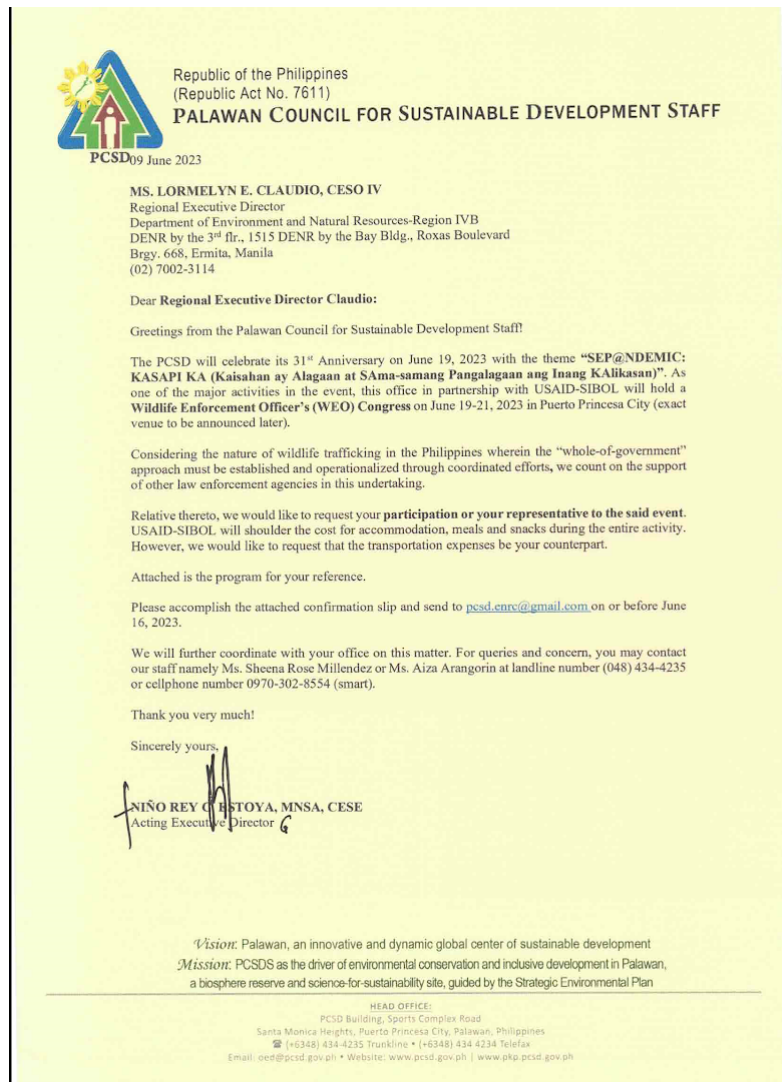 Republic of the Philippines
(Republic Act No. 7611)
PALAWAN COUNCIL FOR SUSTAINABLE DEVELOPMENT STAFF
PCSD
09 June 2023
MS. LORMELYN E. CLAUDIO, CESO IV
Regional Executive Director
Department of Environment and Natural Resources-Region IVB
DENR by the 3rd flr., 1515 DENR by the Bay Bldg., Roxas Boulevard
Brgy. 668, Ermita, Manila
(02) 7002-3114
Dear Regional Executive Director Claudio:
Greetings from the Palawan Council for Sustainable Development Staff!
The PCSD will celebrate its 31st Anniversary on June 19, 2023 with the theme “SEP@NDEMIC:
KASAPI KA (Kaisahan ay Alagaan at SAma-samang Pangalagaan ang Inang KAlikasan)”. As
one of the major activities in the event, this office in partnership with USAID-SIBOL will hold a
Wildlife Enforcement Officer’s (WEO) Congress on June 19-21, 2023 in Puerto Princesa City (exact
venue to be announced later).
Considering the nature of wildlife trafficking in the Philippines wherein the “whole-of-government”
approach must be established and operationalized through coordinated efforts, we count on the support
of other law enforcement agencies in this undertaking.
Relative thereto, we would like to request your participation or your representative to the said event.
USAID-SIBOL will shoulder the cost for accommodation, meals and snacks during the entire activity.
However, we would like to request that the transportation expenses be your counterpart.
Attached is the program for your reference.
Please accomplish the attached confirmation slip and send to pcsd.enrc@gmail.com on or before June
16, 2023.
We will further coordinate with your office on this matter. For queries and concern, you may contact
our staff namely Ms. Sheena Rose Millendez or Ms. Aiza Arangorin at landline number (048) 434-4235
or cellphone number 0970-302-8554 (smart).
Thank you very much!
Sincerely yours,
NIÑO REY ESTOYA, MNSA, CESE
Acting Executive Director
Vision: Palawan, an innovative and dynamic global center of sustainable development
Mission: PCSDS as the driver of environmental conservation and inclusive development in Palawan,
a biosphere reserve and science-for-sustainability site, guided by the Strategic Environmental Plan
HEAD OFFICE:
PCSD Building, Sports Complex Road
Santa Monica Heights, Puerto Princesa City, Palawan, Philippines
☎ (+6348) 434-4235 Trunkline • (+6348) 434 4234 Telefax
Email: oed@pcsd.gov.ph • Website: www.pcsd.gov.ph | www.pkp.pcsd.gov.ph